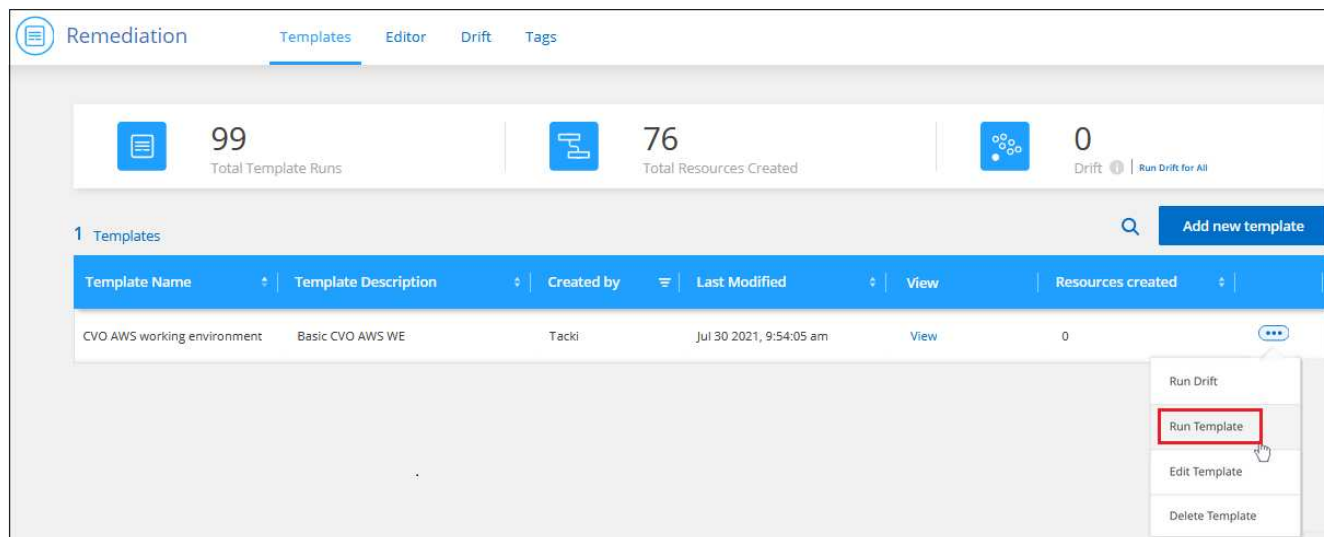 Remediation Templates Editor Drift Tags
99 76 0
Total Template Runs Total Resources Created Drift Run Drift for All
1 Templates Add new template
Template Name Template Description Created by Last Modified View Resources created
CVO AWS working environment Basic CVO AWS WE Tacki Jul 30 2021, 9:54:05 am View 0
Run Drift
Run Template
Edit Template
Delete Template